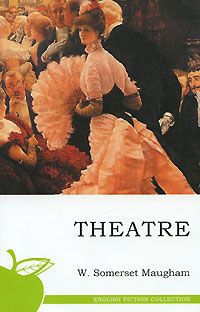 THEATRE
W. Somerset Maugham
ENGLISH FICTION COLLECTION